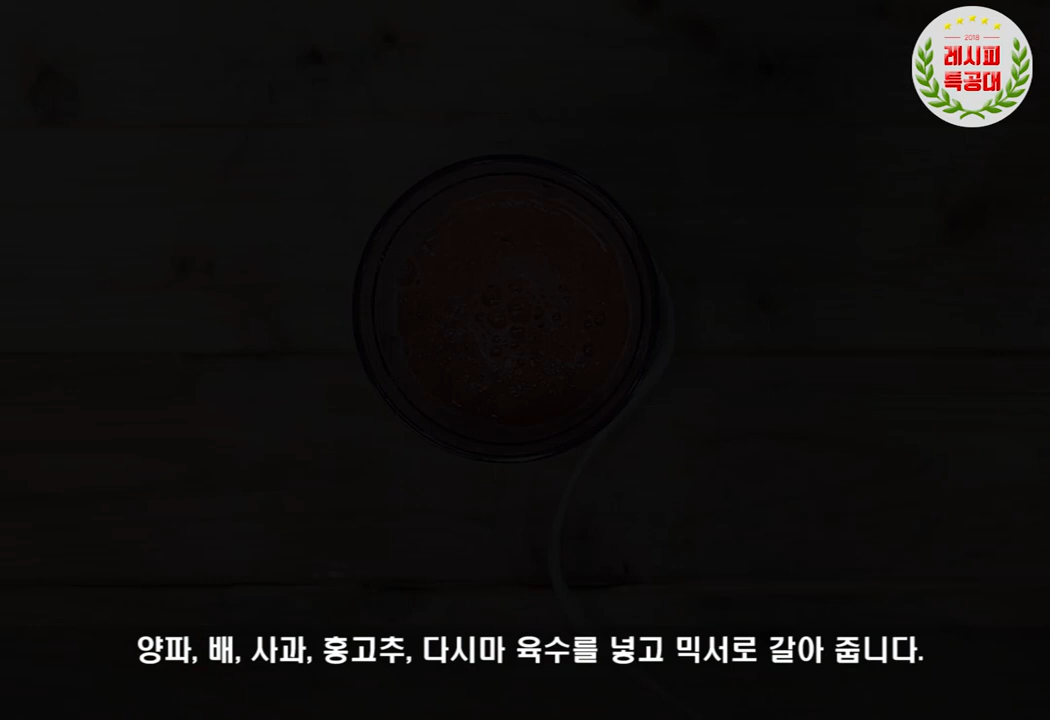 2018
레시피
특공대
양파, 배, 사과, 홍고추, 다시마 육수를 넣고 믹서로 갈아 줍니다.